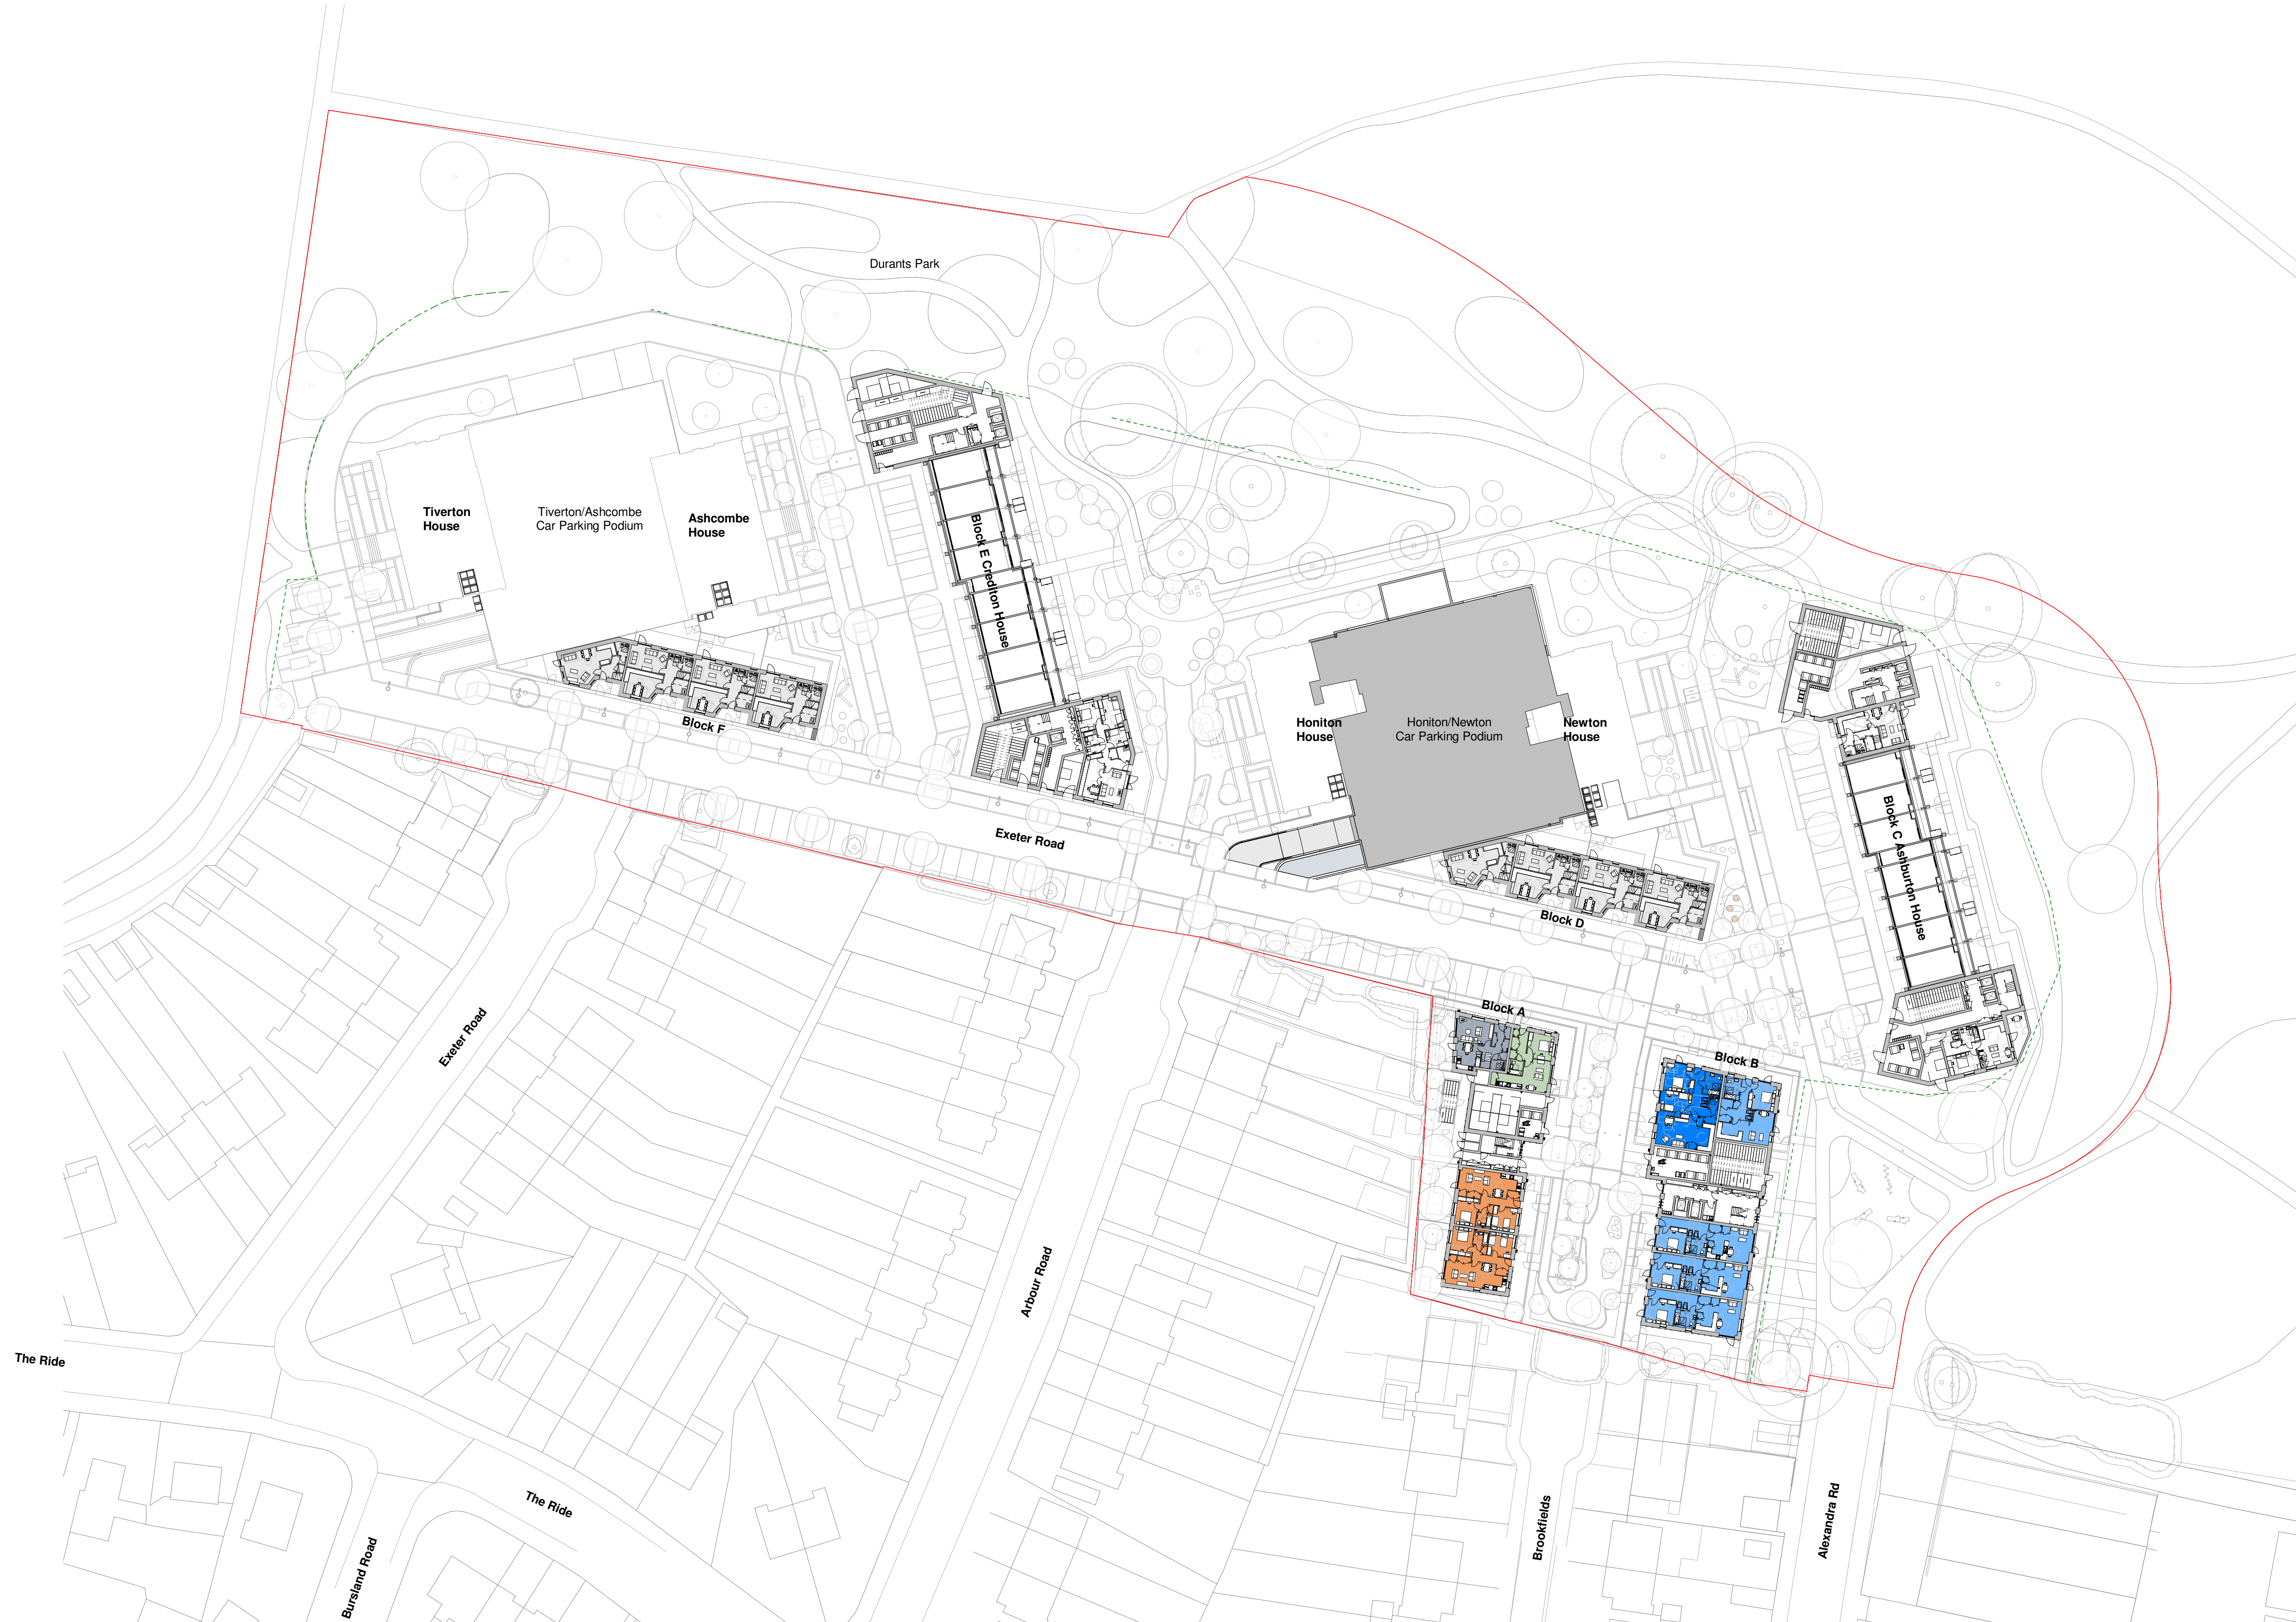 Durants Park
Tiverton
House
Tiverton/Ashcombe
Car Parking Podium
Ashcombe
House
Block E Crediton House
Block F
Exeter Road
Honiton
House
Honiton/Newton
Car Parking Podium
Newton
House
Block C Ashburton House
Block D
Block A
Block B
Exeter Road
Arbour Road
The Ride
The Ride
Bursland Road
Brookfields
Alexandra Rd